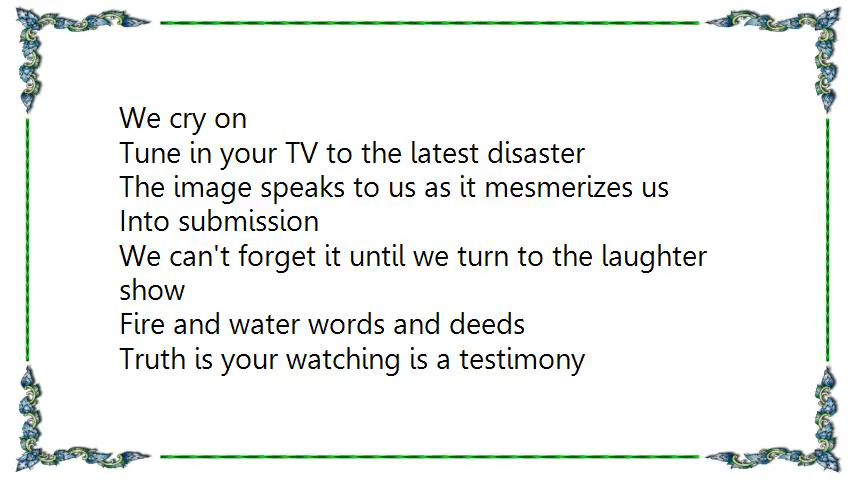 We cry on
Tune in your TV to the latest disaster
The image speaks to us as it mesmerizes us
Into submission
We can't forget it until we turn to the laughter
show
Fire and water words and deeds
Truth is your watching is a testimony